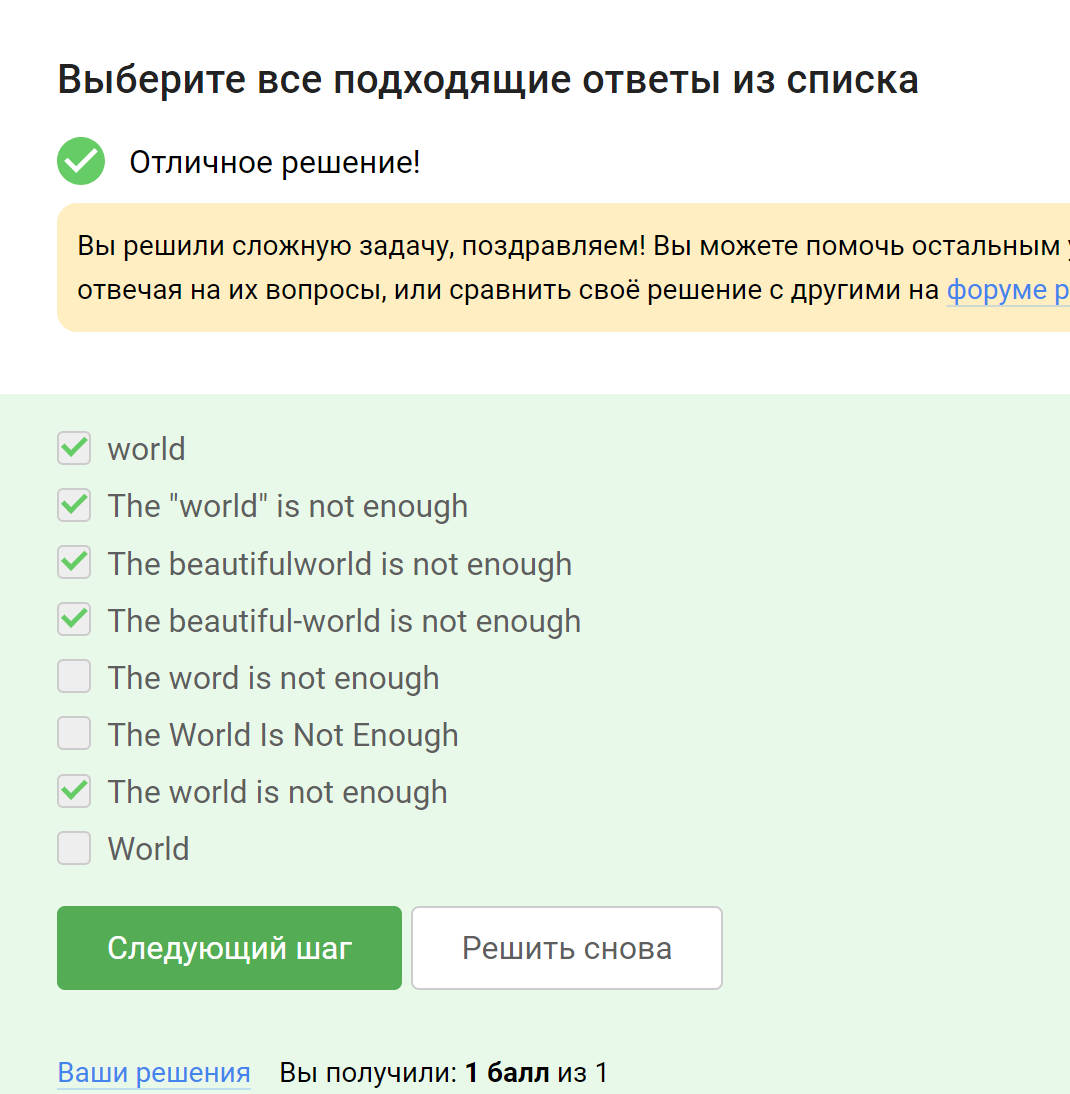 Выберите все подходящие ответы из списка
Отличное решение!
Вы решили сложную задачу, поздравляем! Вы можете помочь остальным
отвечая на их вопросы, или сравнить своё решение с другими на форуме
world
The "world" is not enough
The beautifulworld is not enough
The beautiful-world is not enough
The word is not enough
The World Is Not Enough
The world is not enough
World
Следующий шаг
Решить снова
Ваши решения Вы получили: 1 балл из 1